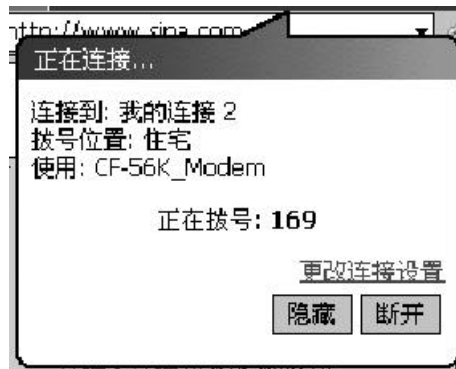 http://www.sina.com
正在连接...
连接到: 我的连接 2
拨号位置: 住宅
使用: CF-56K_Modem
正在拨号: 169
更改连接设置
隐藏 断开